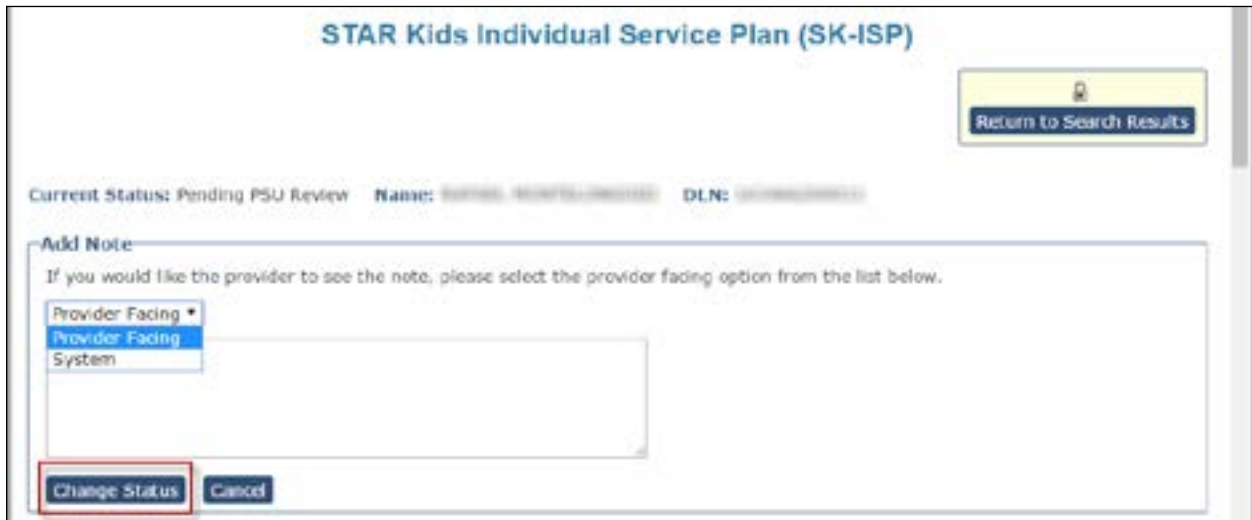 STAR Kids Individual Service Plan (SK-ISP)
Return to Search Results
Current Status: Pending PSU Review Name: DLN:
Add Note
If you would like the provider to see the note, please select the provider facing option from the list below.
Provider Facing
Provider Facing
System
Change Status Cancel